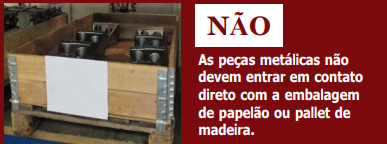 NÃO
As peças metálicas não
devem entrar em contato
direto com a embalagem
de papelão ou pallet de
madeira.